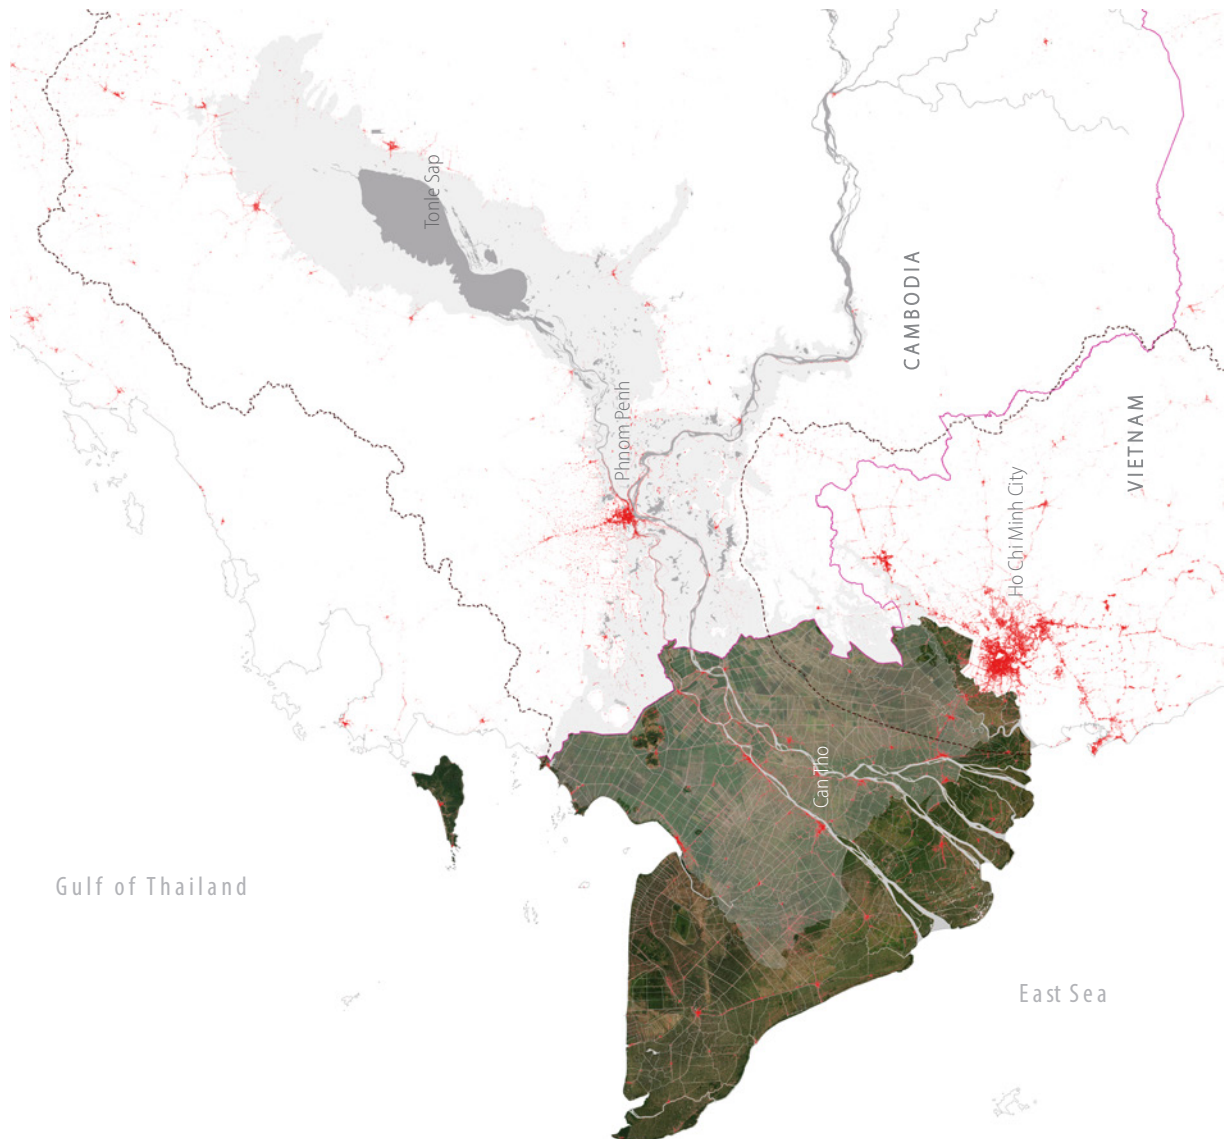 Tonle Sap
CAMBODIA
Phnom Penh
VIETNAM
Ho Chi Minh City
Can Tho
Gulf of Thailand
East Sea